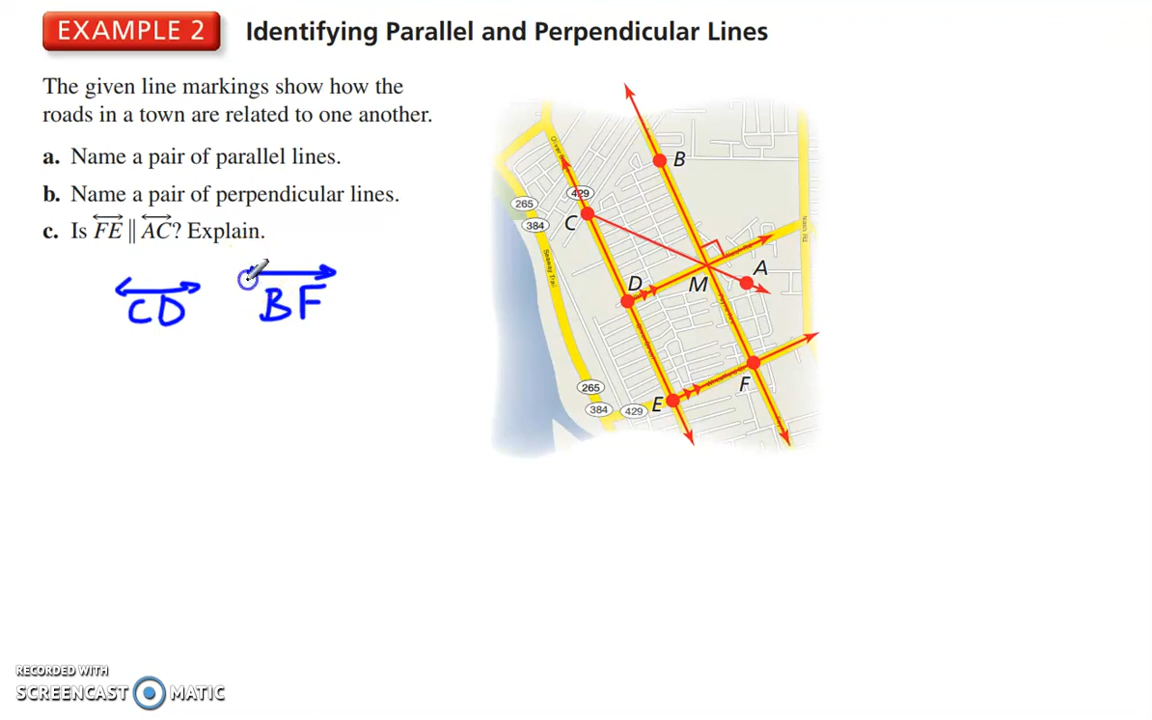 EXAMPLE 2 Identifying Parallel and Perpendicular Lines
The given line markings show how the
roads in a town are related to one another.
a. Name a pair of parallel lines.
b. Name a pair of perpendicular lines.
c. Is FE || AC? Explain.
CD BF
B
429
265
C
384
A
D
M
265
F
384
429
E
RECORDED WITH
SCREENCAST MATIC